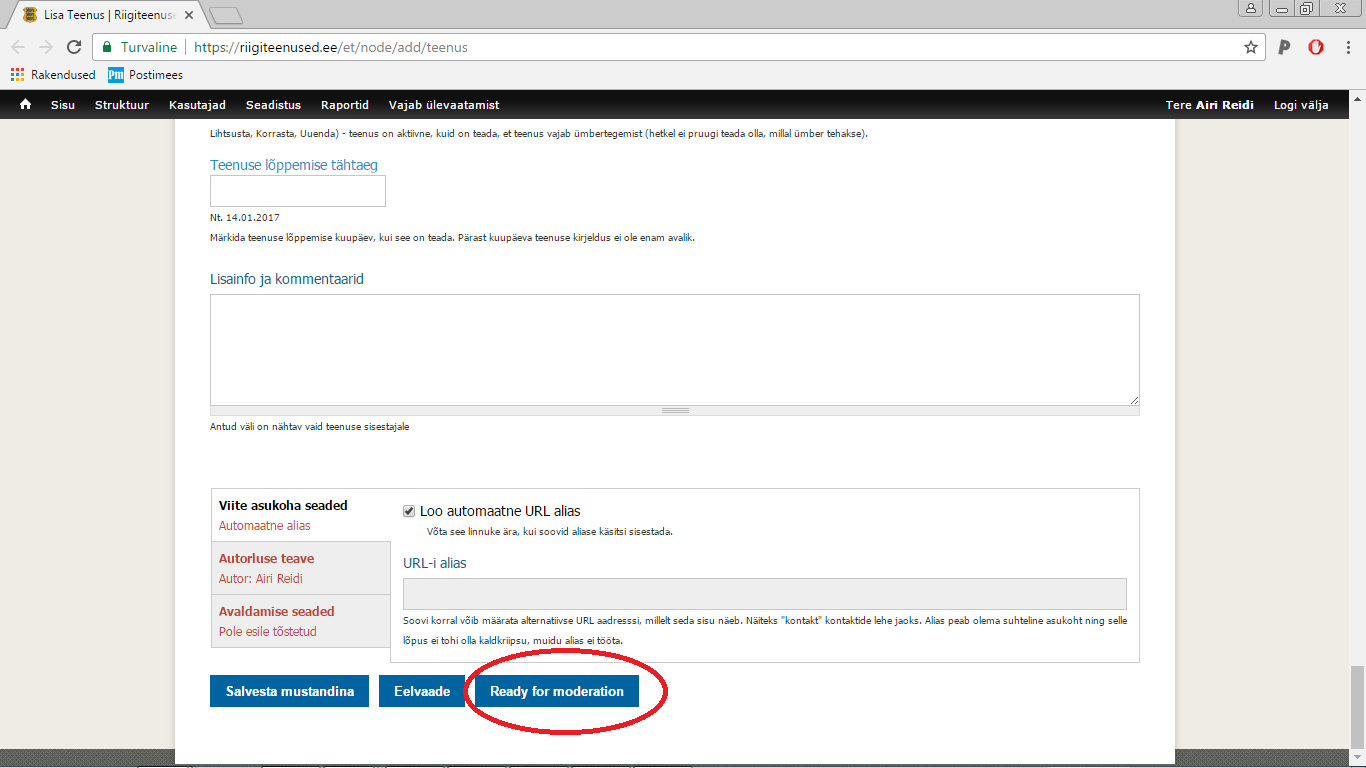 Lisa Teenus | Riigiteenuse
Turvaline
https://riigiteenused.ee/et/node/add/teenus
Rakendused Pm Postimees
Sisu Struktuur Kasutajad Seadistus Raportid Vajab ülevaatamist Tere Airi Reidi Logi välja
Lihtsusta, Korrasta, Uuenda) - teenus on aktiivne, kuid on teada, et teenus vajab ümbertegemist (hetkel ei pruugi teada olla, millal ümber tehakse).
Teenuse lõppemise tähtaeg
Nt. 14.01.2017
Märkida teenuse lõppemise kuupäev, kui see on teada. Pärast kuupäeva teenuse kirjeldus ei ole enam avalik.
Lisainfo ja kommentaarid
Antud väli on nähtav vaid teenuse sisestajale
Viite asukoha seaded
Automaatne alias
Autorluse teave
Autor: Airi Reidi
Avaldamise seaded
Pole esile tõstetud
Loo automaatne URL alias
Võta see linnuke ära, kui soovid aliase käsitsi sisestada.
URL-i alias
Soovi korral võib määrata alternatiivse URL aadresssi, millelt seda sisu näeb. Näiteks "kontakt" kontaktide lehe jaoks. Alias peab olema suhteline asukoht ning selle
lõpus ei tohi olla kaldkriipsu, muidu alias ei tööta.
Salvesta mustandina Eelvaade Ready for moderation